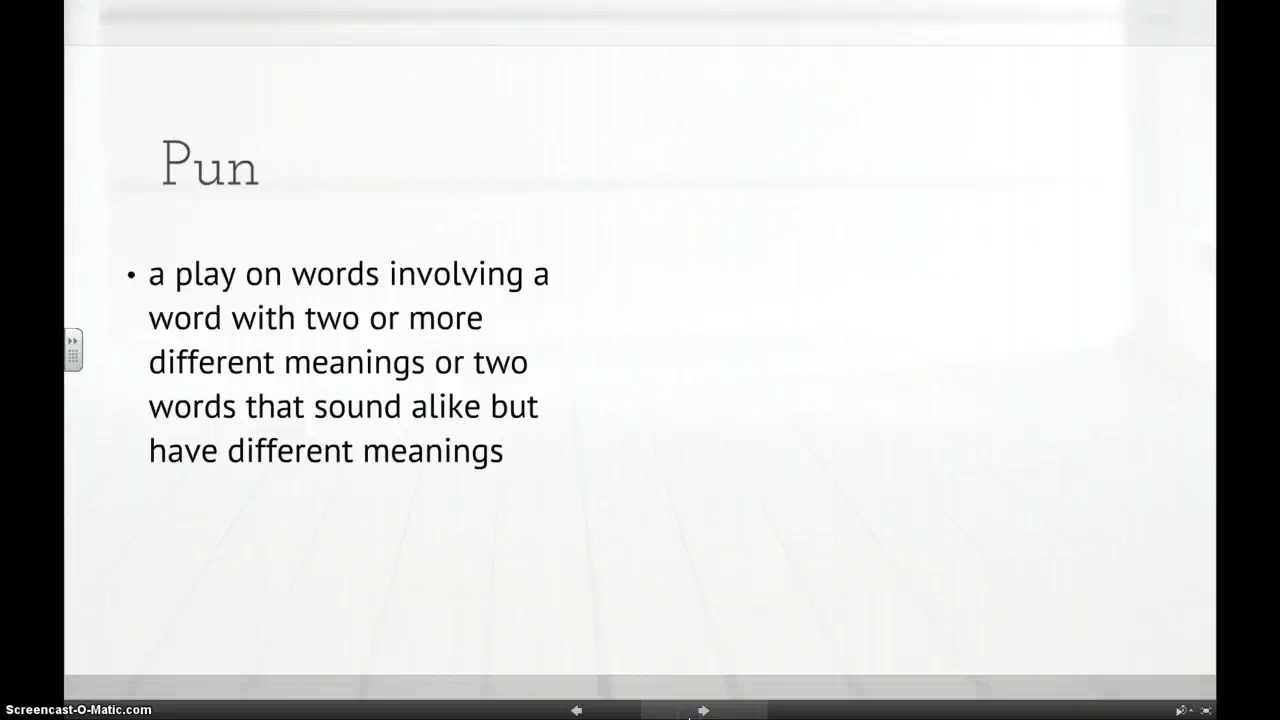 Pun
• a play on words involving a
word with two or more
different meanings or two
words that sound alike but
have different meanings
Screencast-O-Matic.com